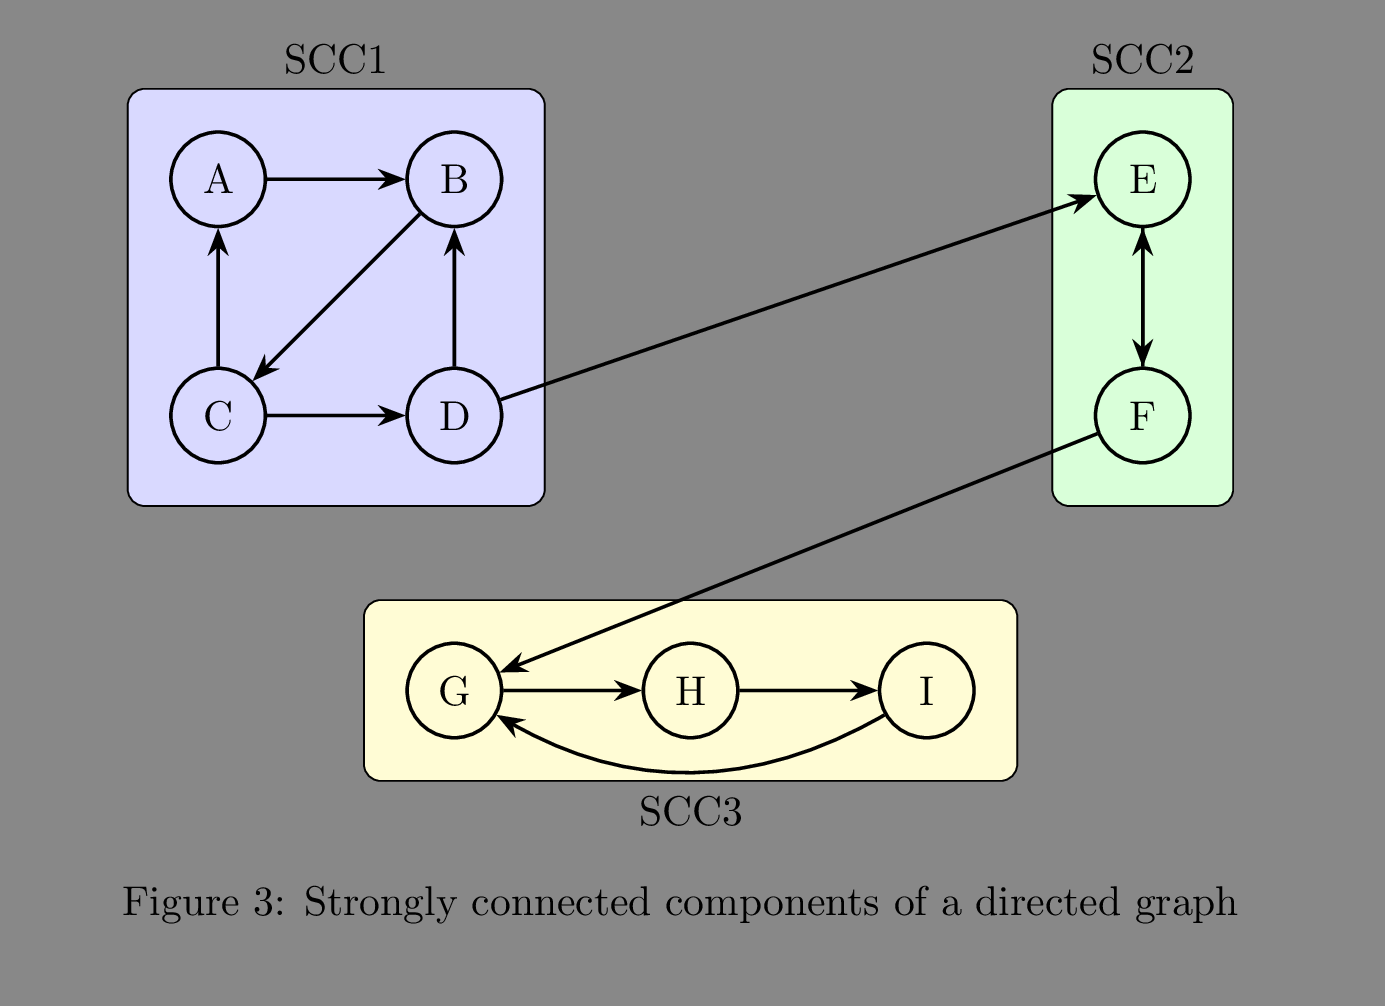 SCC1
SCC2
A
B
E
C
D
F
G
H
I
SCC3
Figure 3: Strongly connected components of a directed graph